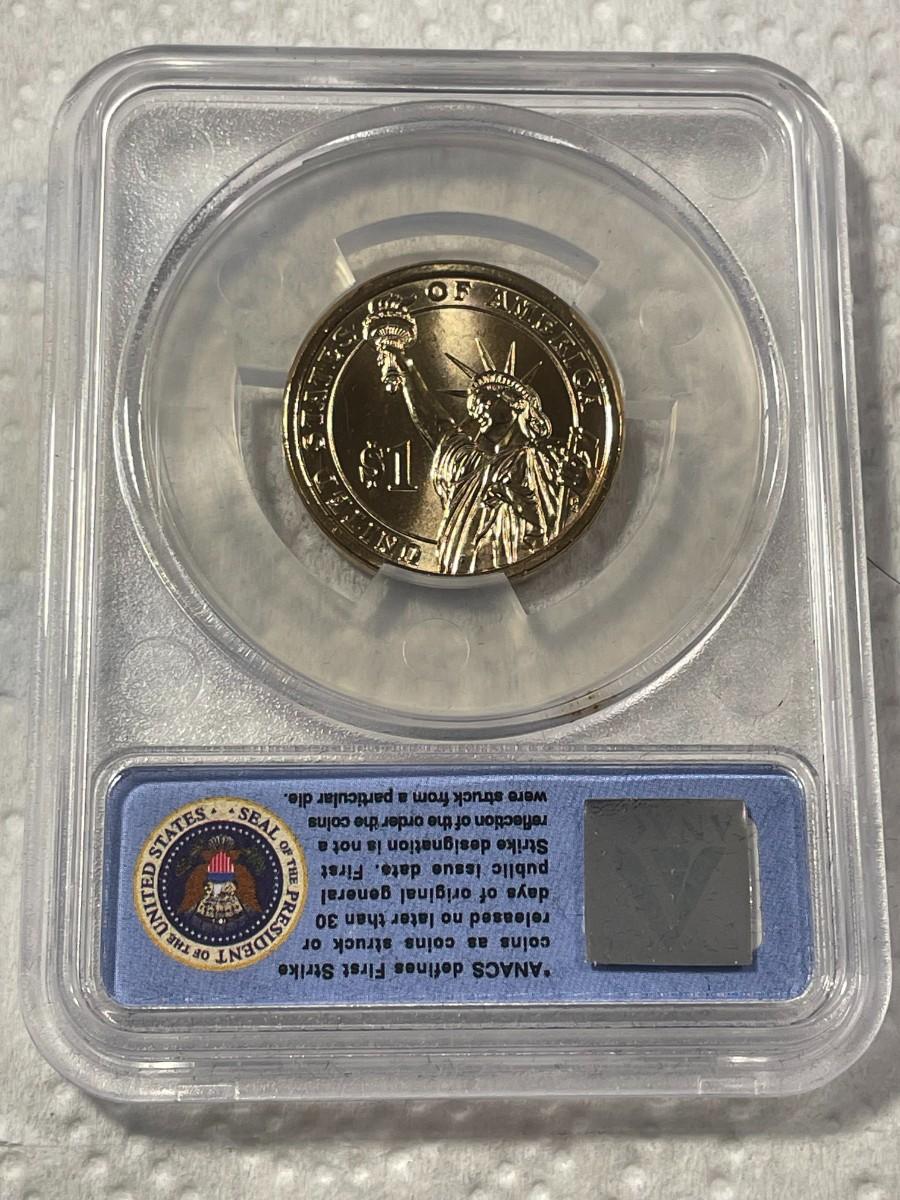 UNITED STATES OF AMERICA
$1
*ANACS defines First Strike
coins as coins struck or
released no later than 30
days of original general
public issue date. First
Strike designation is not a
reflection of the order the coins
were struck from a particular die.
SEAL OF THE PRESIDENT OF THE UNITED STATES
ANACS